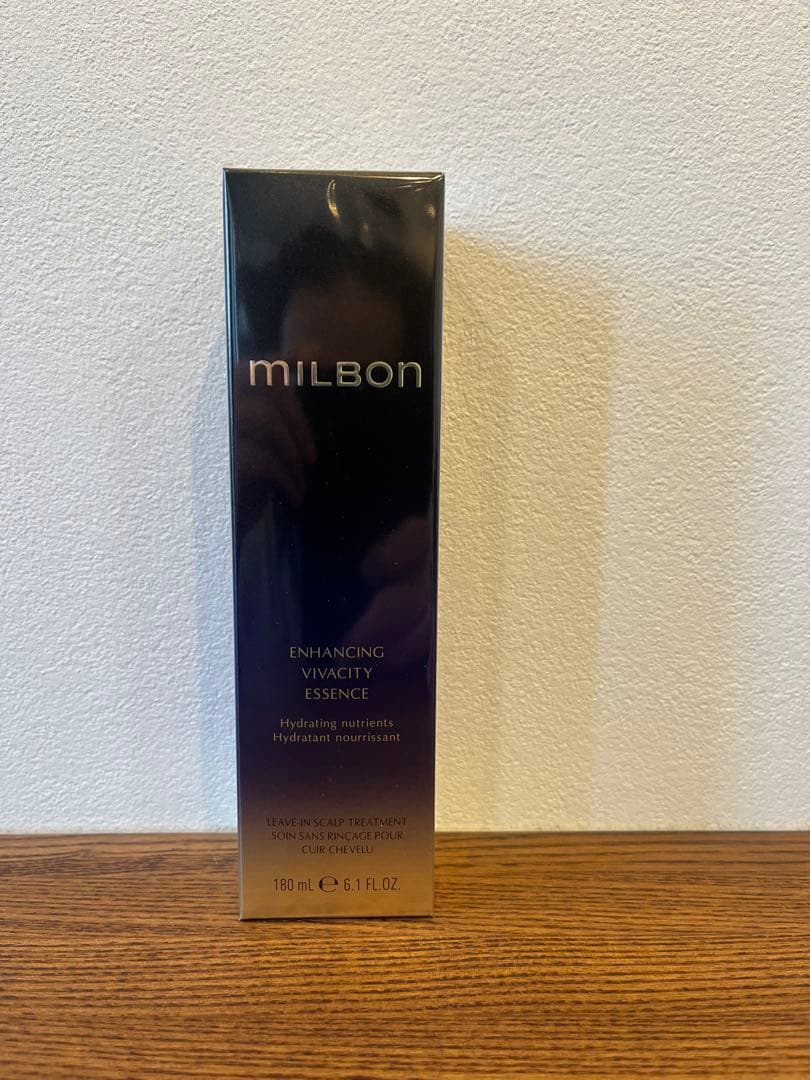 MILBON
ENHANCING
VIVACITY
ESSENCE
Hydrating nutrients
Hydratant nourrissant
LEAVE-IN SCALP TREATMENT
SOIN SANS RINÇAGE POUR
CUIR CHEVELU
180 mL ℮ 6.1 FL.OZ.